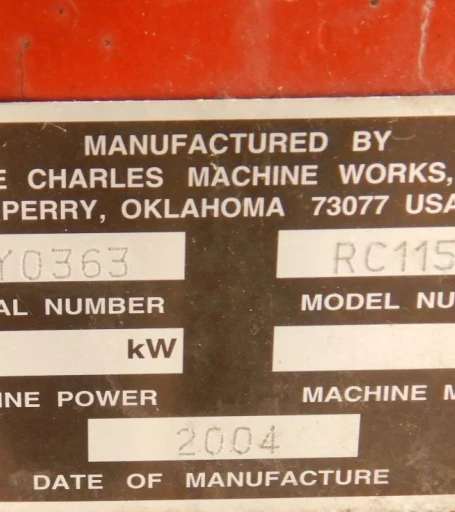 MANUFACTURED BY
E CHARLES MACHINE WORKS,
PERRY, OKLAHOMA 73077 USA
Y0363 RC115
AL NUMBER MODEL NU
kW
INE POWER MACHINE M
2004
DATE OF MANUFACTURE